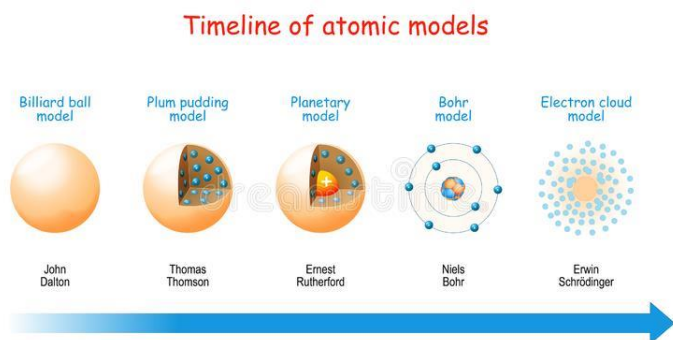 Timeline of atomic models
Billiard ball
model
Plum pudding
model
Planetary
model
Bohr
model
Electron cloud
model
+
dreamstime
John
Dalton
Thomas
Thomson
Ernest
Rutherford
Niels
Bohr
Erwin
Schrödinger